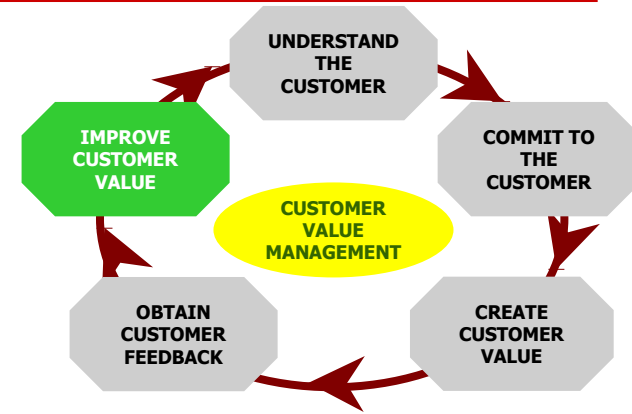 UNDERSTAND
THE
CUSTOMER
COMMIT TO
THE
CUSTOMER
CREATE
CUSTOMER
VALUE
OBTAIN
CUSTOMER
FEEDBACK
IMPROVE
CUSTOMER
VALUE
CUSTOMER
VALUE
MANAGEMENT